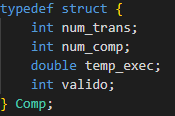 typedef struct {
    int num_trans;
    int num_comp;
    double temp_exec;
    int valido;
} Comp;